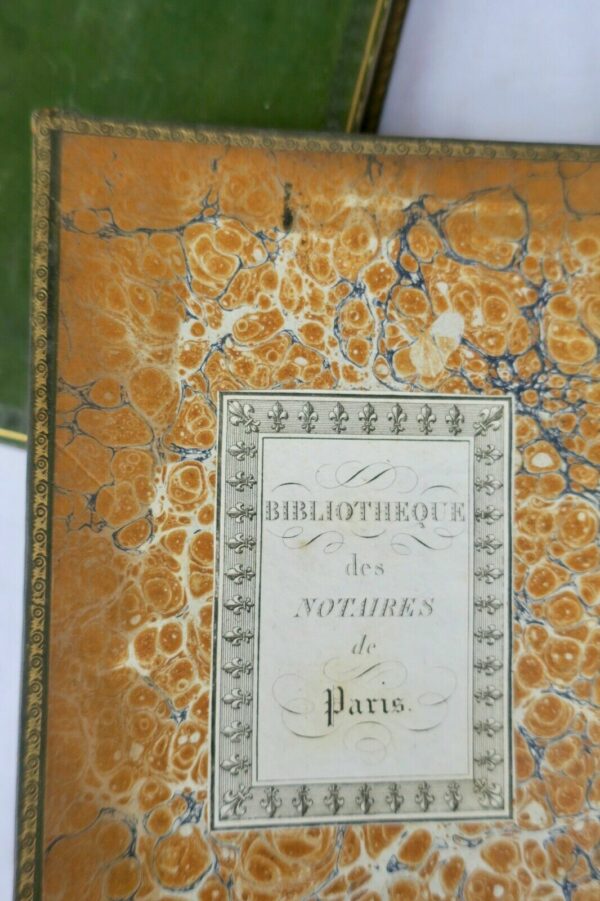 BIBLIOTHEQUE
des
NOTAIRES
de
Paris.